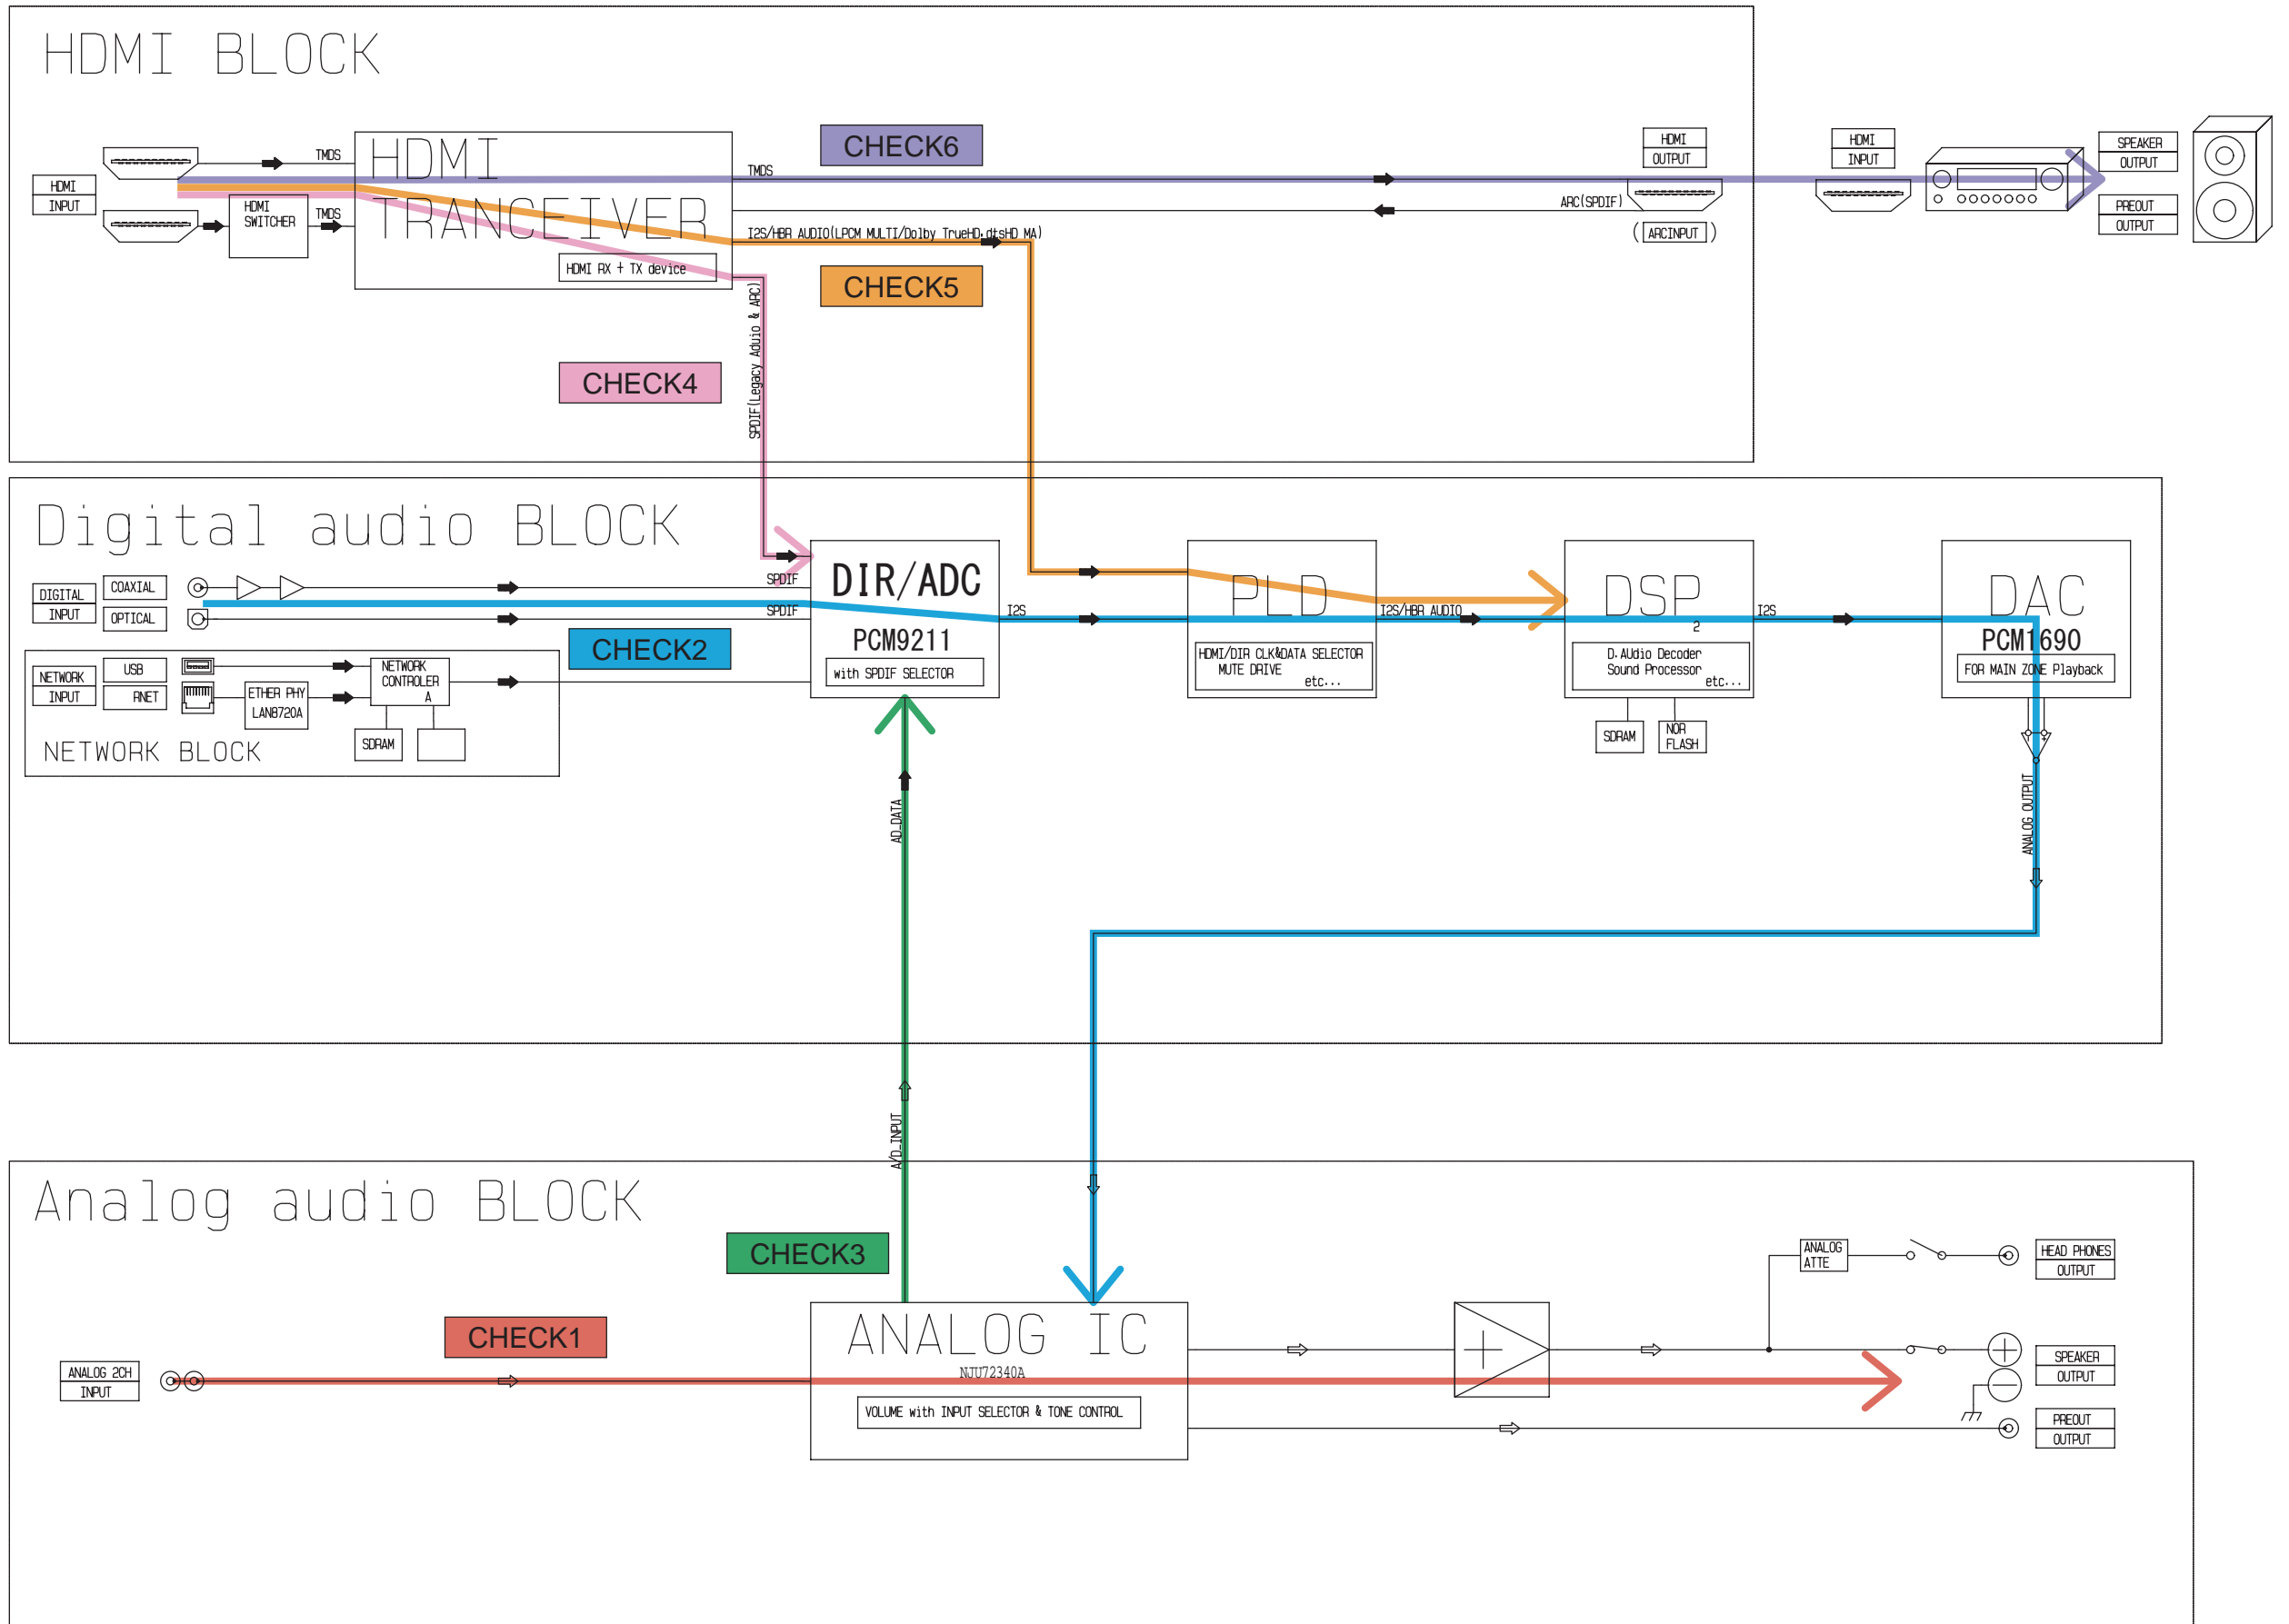 HDMI BLOCK
HDMI
INPUT
TMDS
HDMI
SWITCHER
TMDS
HDMI
TRANCEIVER
HDMI RX + TX device
CHECK6
TMDS
ARC(SPDIF)
I2S/HBR AUDIO(LPCM MULTI/Dolby TrueHD.dtsHD MA)
CHECK5
CHECK4
SPDIF(Legacy Aduio & ARC)
HDMI
OUTPUT
( ARCINPUT )
HDMI
INPUT
SPEAKER
OUTPUT
PREOUT
OUTPUT
Digital audio BLOCK
DIGITAL
INPUT
COAXIAL
OPTICAL
SPDIF
SPDIF
CHECK2
NETWORK
INPUT
USB
RNET
ETHER PHY
LAN8720A
NETWORK
CONTROLER
A
SDRAM
NETWORK BLOCK
DIR/ADC
PCM9211
with SPDIF SELECTOR
I2S
PLD
HDMI/DIR CLK&DATA SELECTOR
MUTE DRIVE
etc...
I2S/HBR AUDIO
DSP
2
D.AUdio Decoder
Sound Processor
etc...
SDRAM
NOR
FLASH
I2S
DAC
PCM1690
FOR MAIN ZONE Playback
ANALOG OUTPUT
AD_DATA
A/D_INPUT
Analog audio BLOCK
CHECK3
CHECK1
ANALOG 2CH
INPUT
ANALOG IC
NJU72340A
VOLUME with INPUT SELECTOR & TONE CONTROL
ANALOG
ATTE
HEAD PHONES
OUTPUT
SPEAKER
OUTPUT
PREOUT
OUTPUT